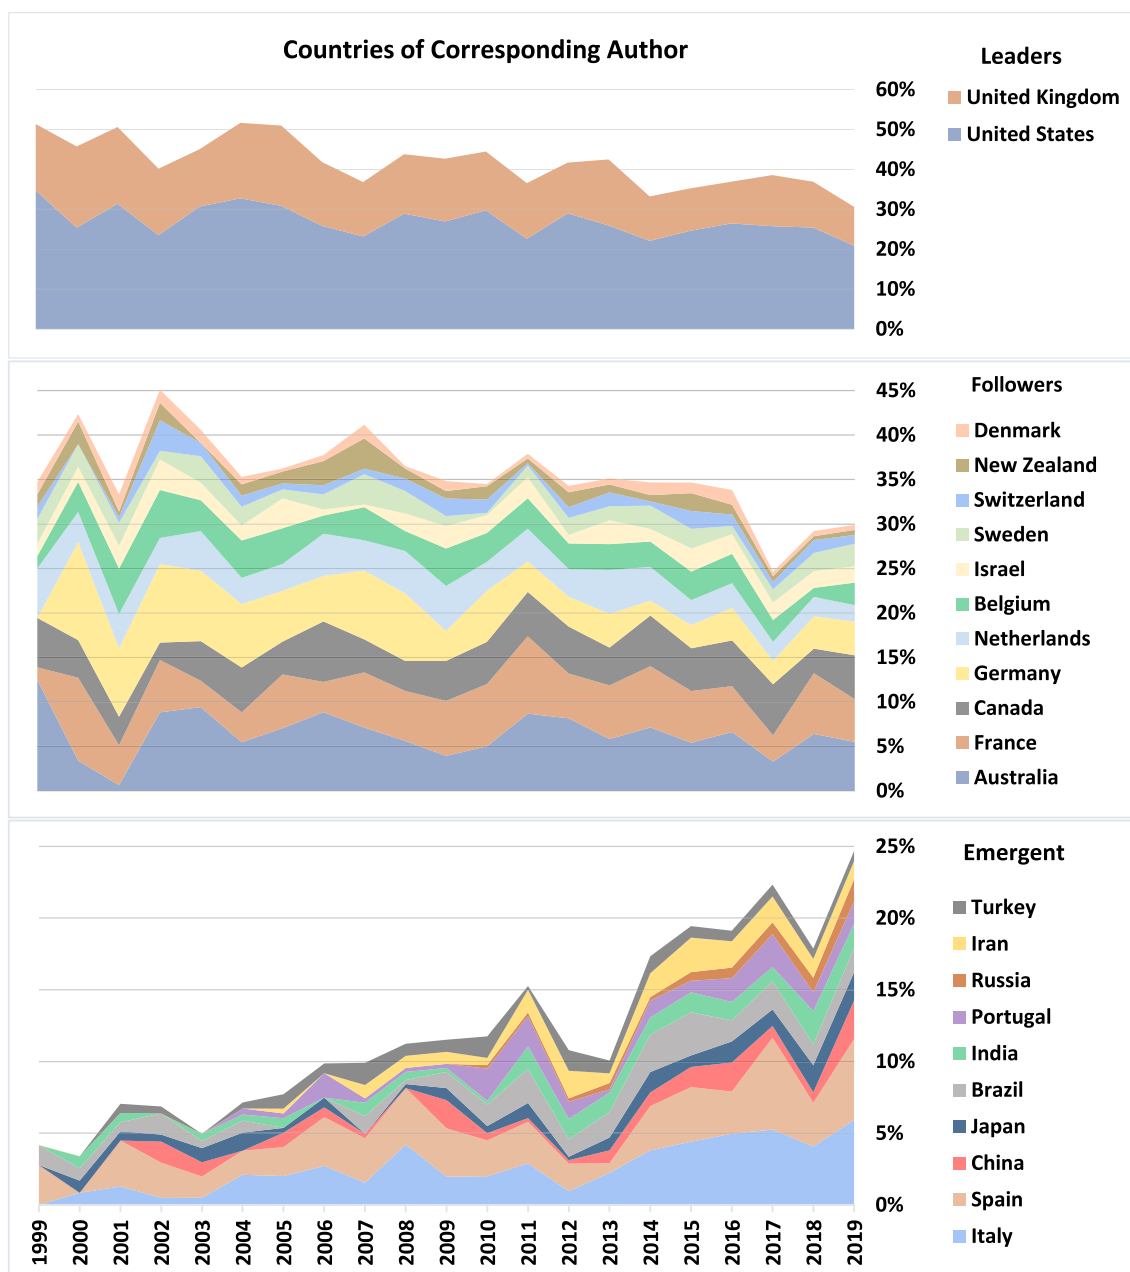 Countries of Corresponding Author
Leaders
60%
50%
40%
30%
20%
10%
0%
United Kingdom
United States
45%
40%
35%
30%
25%
20%
15%
10%
5%
0%
Followers
Denmark
New Zealand
Switzerland
Sweden
Israel
Belgium
Netherlands
Germany
Canada
France
Australia
25%
20%
15%
10%
5%
0%
Emergent
Turkey
Iran
Russia
Portugal
India
Brazil
Japan
China
Spain
Italy
1999
2000
2001
2002
2003
2004
2005
2006
2007
2008
2009
2010
2011
2012
2013
2014
2015
2016
2017
2018
2019